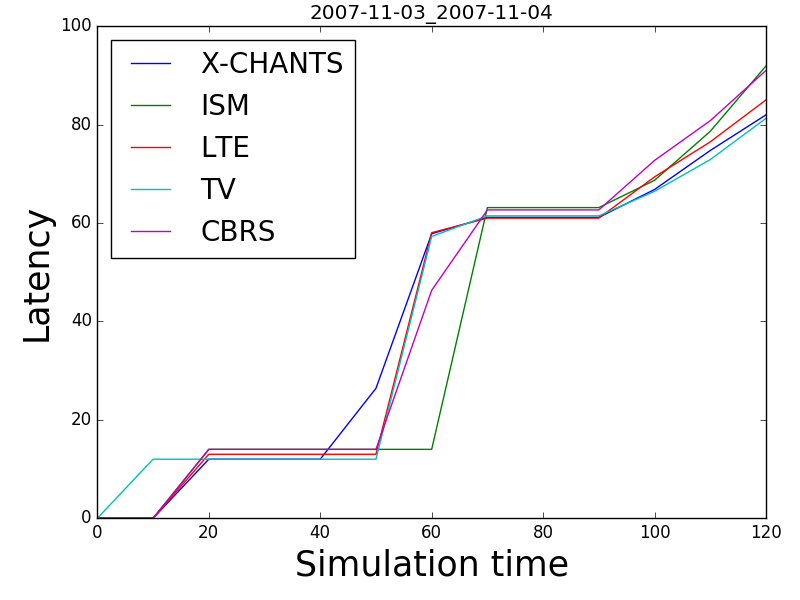 2007-11-03_2007-11-04
100
80
60
40
20
0
Latency
X-CHANTS
ISM
LTE
TV
CBRS
0 20 40 60 80 100 120
Simulation time